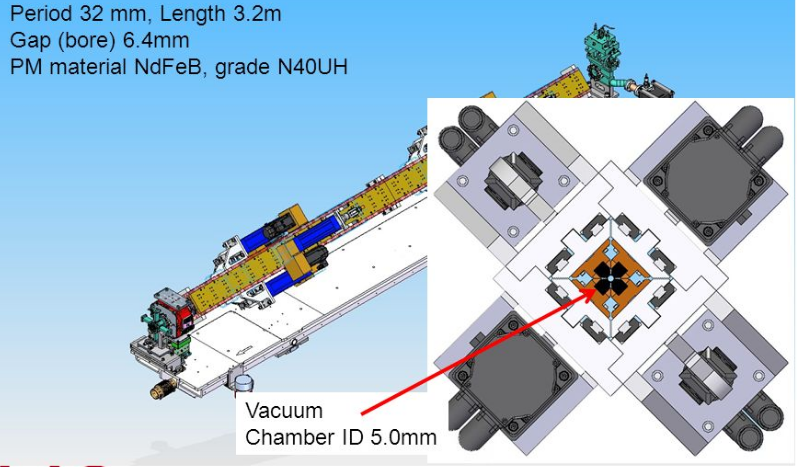 Period 32 mm, Length 3.2m
Gap (bore) 6.4mm
PM material NdFeB, grade N40UH
Vacuum
Chamber ID 5.0mm